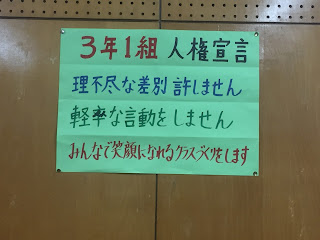 3年1組 人権宣言
理不尽な差別 許しません
軽率な言動をしません
みんなで笑顔になれるクラスづくりをします